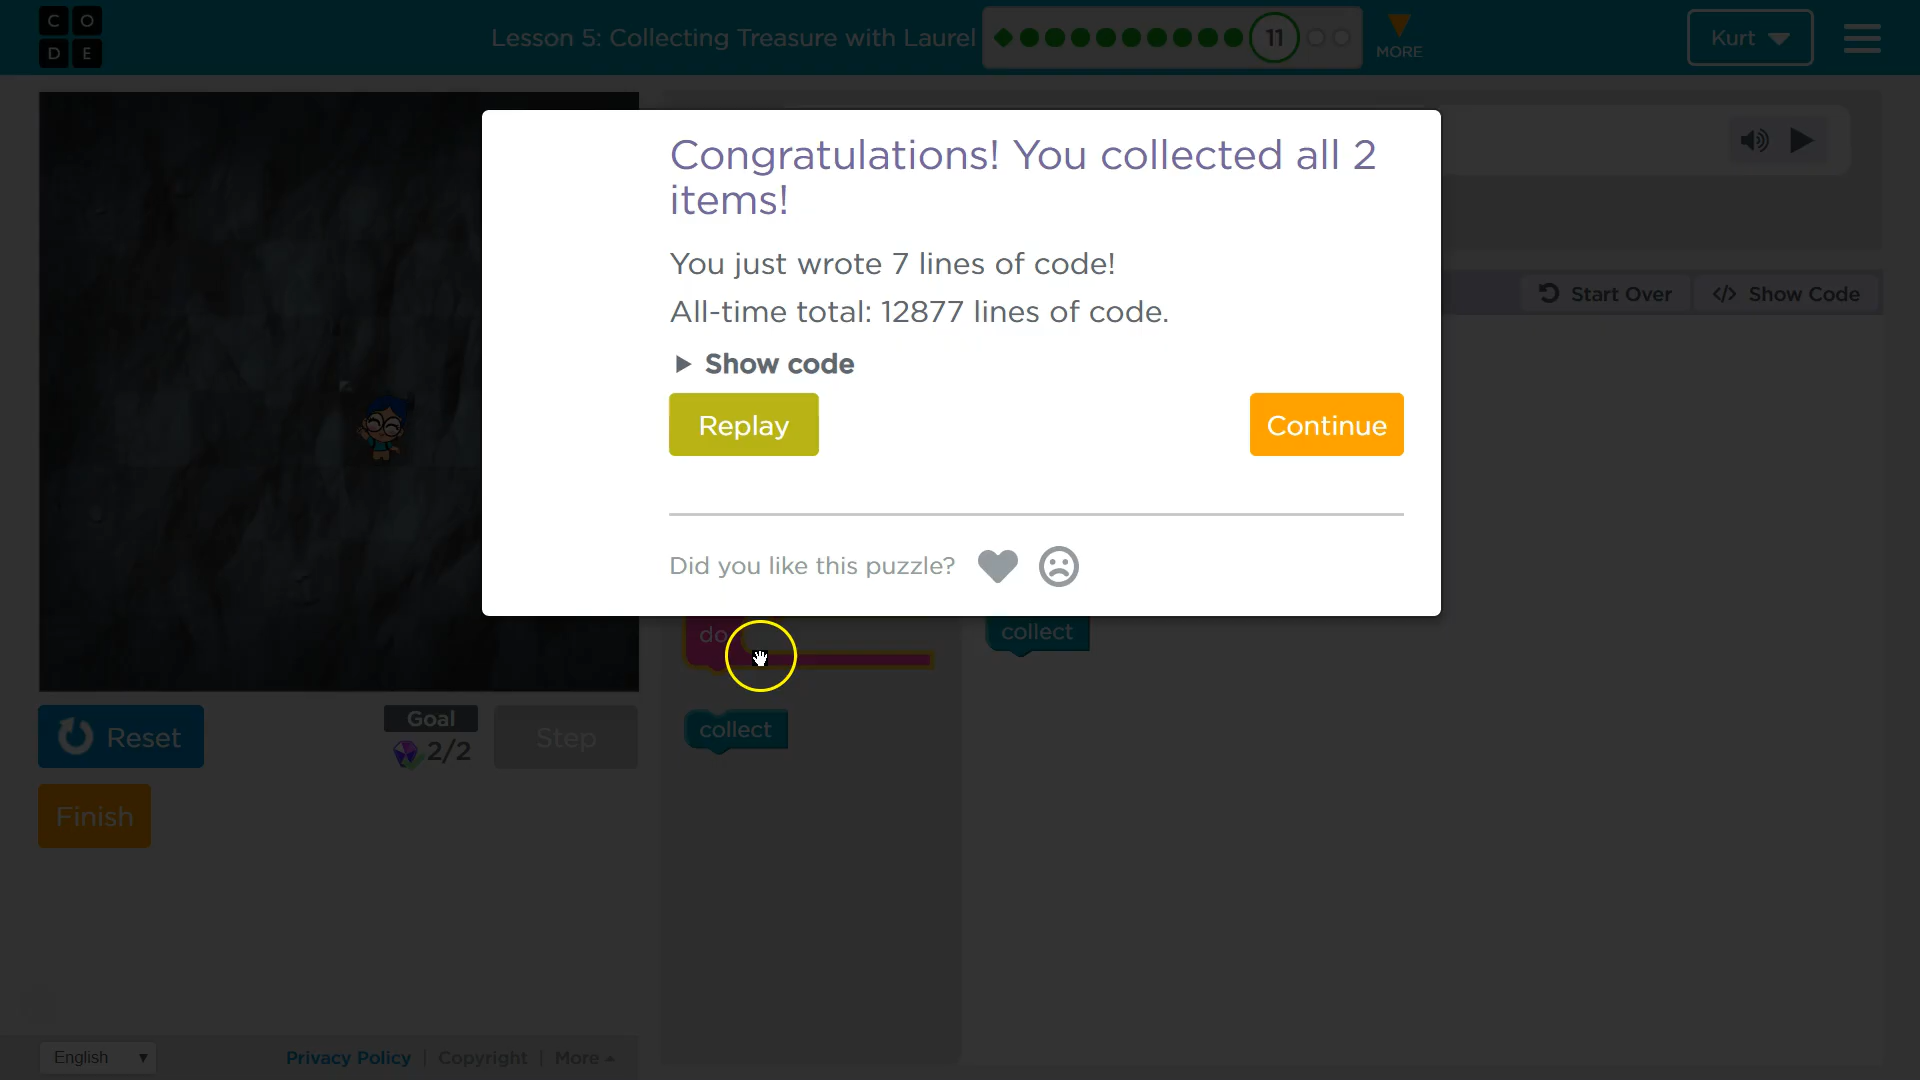 C O
D E
Lesson 5: Collecting Treasure with Laurel
11
MORE
Kurt
Congratulations! You collected all 2
items!
You just wrote 7 lines of code!
All-time total: 12877 lines of code.
Show code
Replay
Continue
Did you like this puzzle?
Start Over
Show Code
do
collect
collect
Reset
Goal
2/2
Step
Finish
English
Privacy Policy | Copyright | More